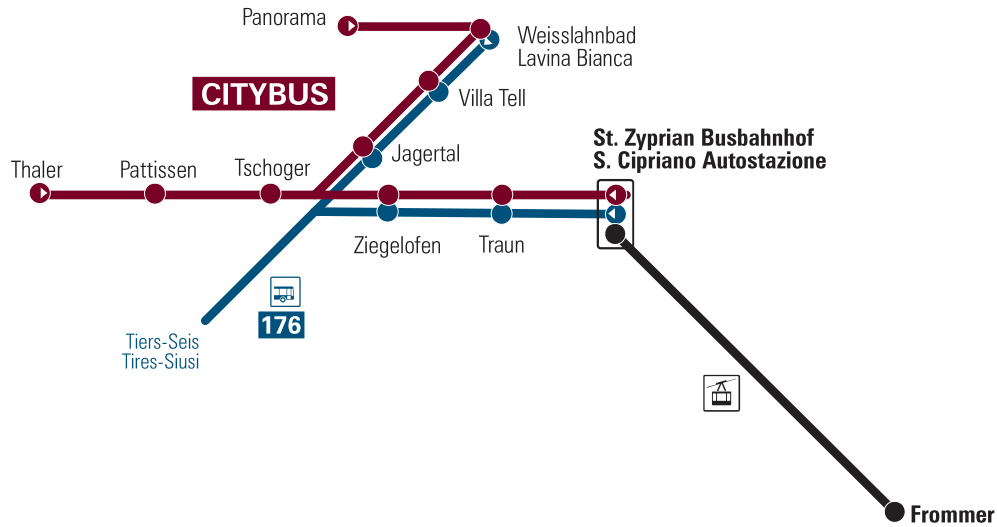 Panorama
Weisslahnbad
Lavina Bianca
CITYBUS
Villa Tell
St. Zyprian Busbahnhof
S. Cipriano Autostazione
Jagertal
Thaler
Pattissen
Tschoger
Ziegelofen
Traun
176
Tiers-Seis
Tires-Siusi
Frommer